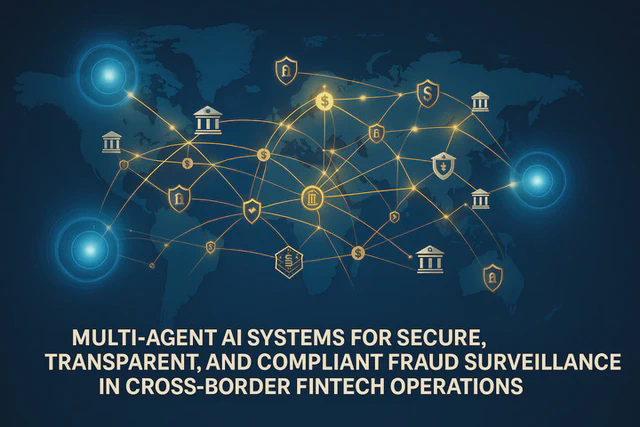 MULTI-AGENT AI SYSTEMS FOR SECURE,
TRANSPARENT, AND COMPLIANT FRAUD SURVEILLANCE
IN CROSS-BORDER FINTECH OPERATIONS